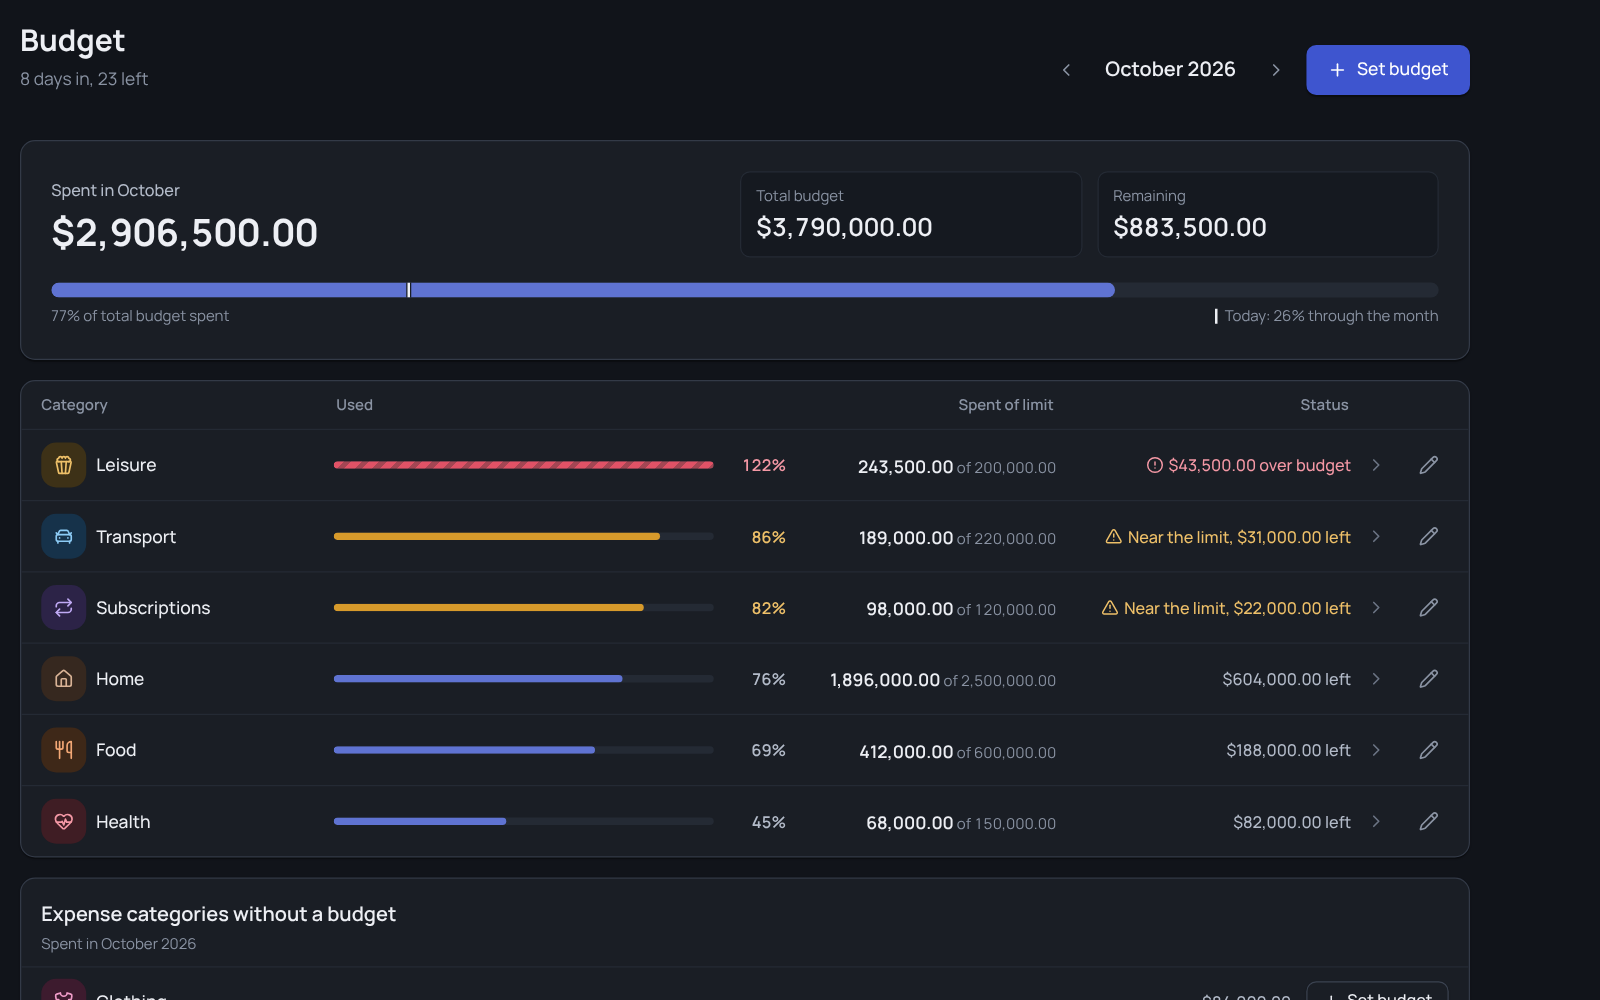 Budget
8 days in, 23 left
October 2026
Set budget
Spent in October
$2,906,500.00
Total budget
$3,790,000.00
Remaining
$883,500.00
77% of total budget spent
Today: 26% through the month
Category Used Spent of limit Status
Leisure 122% 243,500.00 of 200,000.00 $43,500.00 over budget
Transport 86% 189,000.00 of 220,000.00 Near the limit, $31,000.00 left
Subscriptions 82% 98,000.00 of 120,000.00 Near the limit, $22,000.00 left
Home 76% 1,896,000.00 of 2,500,000.00 $604,000.00 left
Food 69% 412,000.00 of 600,000.00 $188,000.00 left
Health 45% 68,000.00 of 150,000.00 $82,000.00 left
Expense categories without a budget
Spent in October 2026
Clothing Set budget